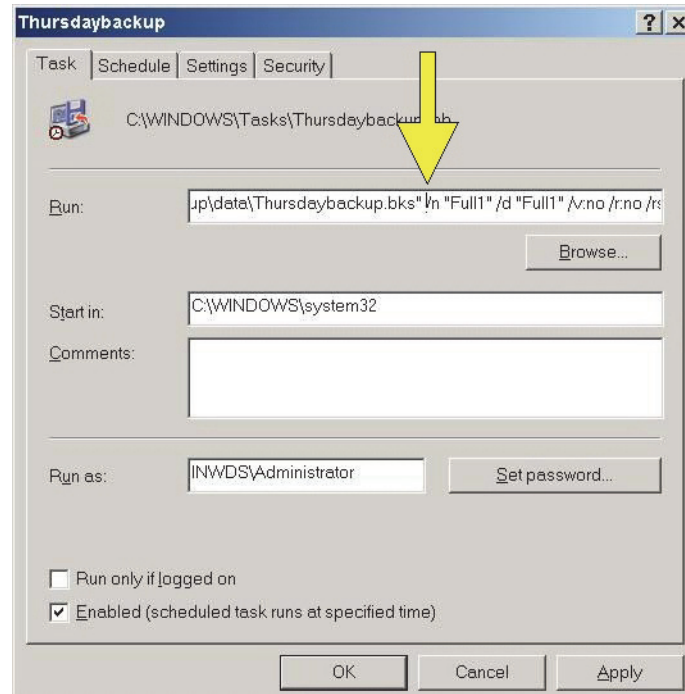 Thursdaybackup
Task Schedule Settings Security
C:\WINDOWS\Tasks\Thursdaybackup
Run: up\data\Thursdaybackup.bks" /n "Full1" /d "Full1" /v:no /r:no /rs
Browse...
Start in: C:\WINDOWS\system32
Comments:
Run as: INWDS\Administrator Set password...
Run only if logged on
Enabled (scheduled task runs at specified time)
OK Cancel Apply